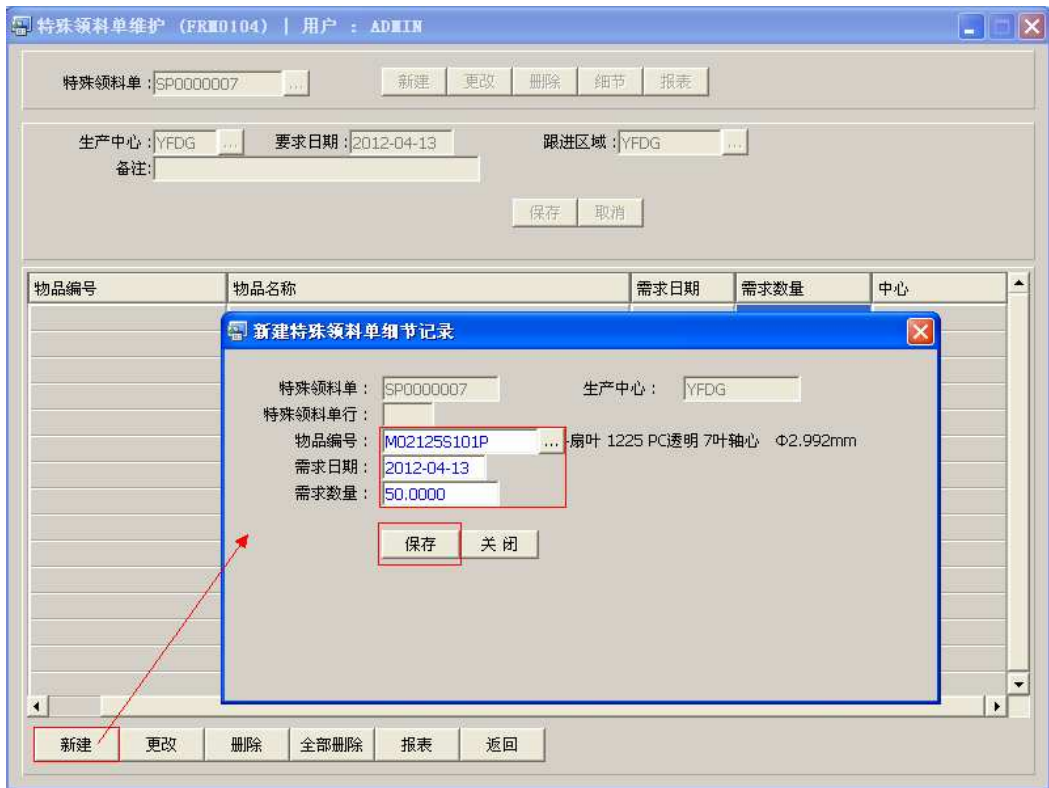 特殊领料单维护 (FRM0104) | 用户 : ADMIN
特殊领料单:SP0000007 ... 新建 更改 删除 细节 报表
生产中心:YFDG ... 要求日期:2012-04-13 跟进区域:YFDG ...
备注:
保存 取消
物品编号 物品名称 需求日期 需求数量 中心
新建特殊领料单细节记录
特殊领料单: SP0000007 生产中心: YFDG
特殊领料单行:
物品编号: M02125S101P ... 扇叶 1225 PC透明 7叶轴心 Φ2.992mm
需求日期: 2012-04-13
需求数量: 50.0000
保存 关闭
新建 更改 删除 全部删除 报表 返回